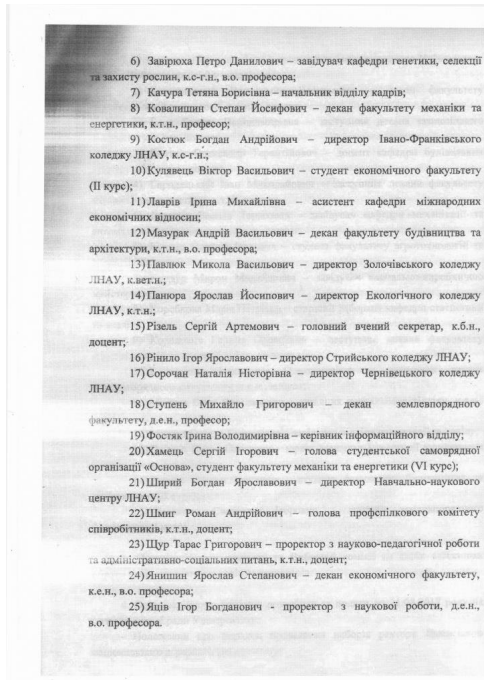 6) Завірюха Петро Данилович – завідувач кафедри генетики, селекції
та захисту рослин, к.с-г.н., в.о. професора;
7) Качура Тетяна Борисівна – начальник відділу кадрів;
8) Ковалишин Степан Йосифович – декан факультету механіки та
енергетики, к.т.н., професор;
9) Костюк Богдан Андрійович – директор Івано-Франківського
коледжу ЛНАУ, к.с-г.н.;
10) Кулявець Віктор Васильович – студент економічного факультету
(II курс);
11) Лаврів Ірина Михайлівна – асистент кафедри міжнародних
економічних відносин;
12) Мазурак Андрій Васильович – декан факультету будівництва та
архітектури, к.т.н., в.о. професора;
13) Павлюк Микола Васильович – директор Золочівського коледжу
ЛНАУ, к.вет.н.;
14) Панюра Ярослав Йосипович – директор Екологічного коледжу
ЛНАУ, к.т.н.;
15) Різель Сергій Артемович – головний вчений секретар, к.б.н.,
доцент;
16) Рінило Ігор Ярославович – директор Стрийського коледжу ЛНАУ;
17) Сорочан НаталіяНісторівна – директор Чернівецького коледжу
ЛНАУ;
18) Ступень Михайло Григорович – декан землевпорядного
факультету, д.е.н., професор;
19) Фостяк Ірина Володимирівна – керівник інформаційного відділу;
20) Хамець Сергій Ігорович – голова студентської самоврядної
організації «Основа», студент факультету механіки та енергетики (VI курс);
21) Ширий Богдан Ярославович – директор Навчально-наукового
центру ЛНАУ;
22) Шмиг Роман Андрійович – голова профспілкового комітету
співробітників, к.т.н., доцент;
23) Щур Тарас Григорович – проректор з науково-педагогічної роботи
та адміністративно-соціальних питань, к.т.н., доцент;
24) Янишин Ярослав Степанович – декан економічного факультету,
к.е.н., в.о. професора;
25) Яців Ігор Богданович - проректор з наукової роботи, д.е.н.,
в.о. професора.